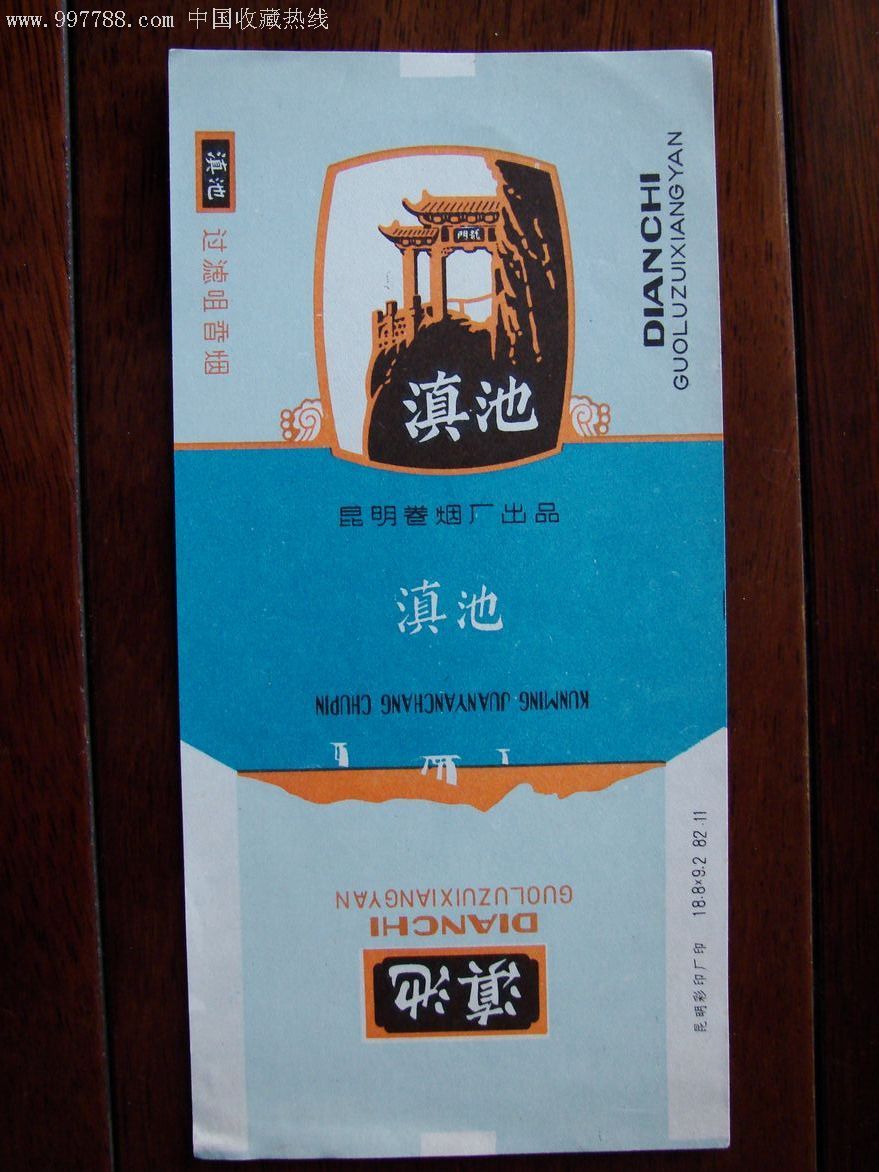 www.997788.com 中国收藏热线
滇池
过滤咀香烟
龍門
滇池
DIANCHI
GUOLUZUIXIANGYAN
昆明卷烟厂出品
滇池
KUNMING JUANYANCHANG CHUPIN
滇池
DIANCHI
GUOLUZUIXIANGYAN
昆明彩印厂印 18.8×9.2 82.11